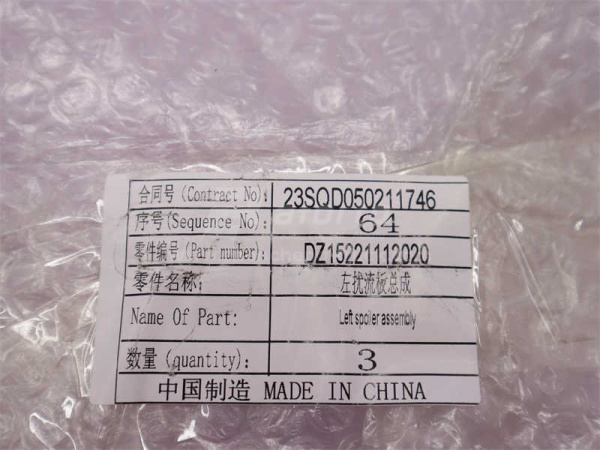 合同号(Contract No): 23SQD050211746
序号(Sequence No): 64
零件编号(Part number): DZ15221112020
零件名称: 左扰流板总成
Name Of Part: Left spoiler assembly
数量(quantity): 3
中国制造 MADE IN CHINA